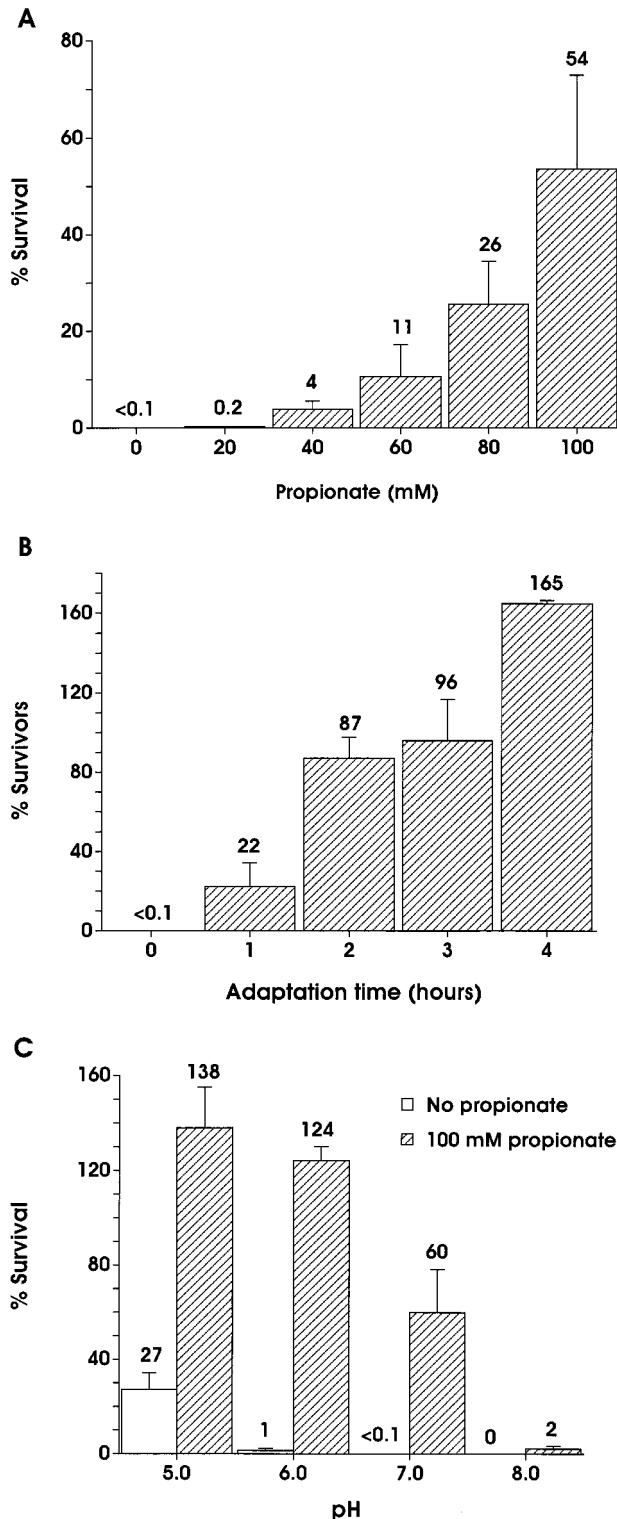 A
80
60
40
20
0
% Survival
<0.1
0.2
4
11
26
54
0 20 40 60 80 100
Propionate (mM)
B
160
120
80
40
0
% Survivors
<0.1
22
87
96
165
0 1 2 3 4
Adaptation time (hours)
C
160
120
80
40
0
% Survival
27
138
1
124
<0.1
60
0
2
No propionate
100 mM propionate
5.0 6.0 7.0 8.0
pH